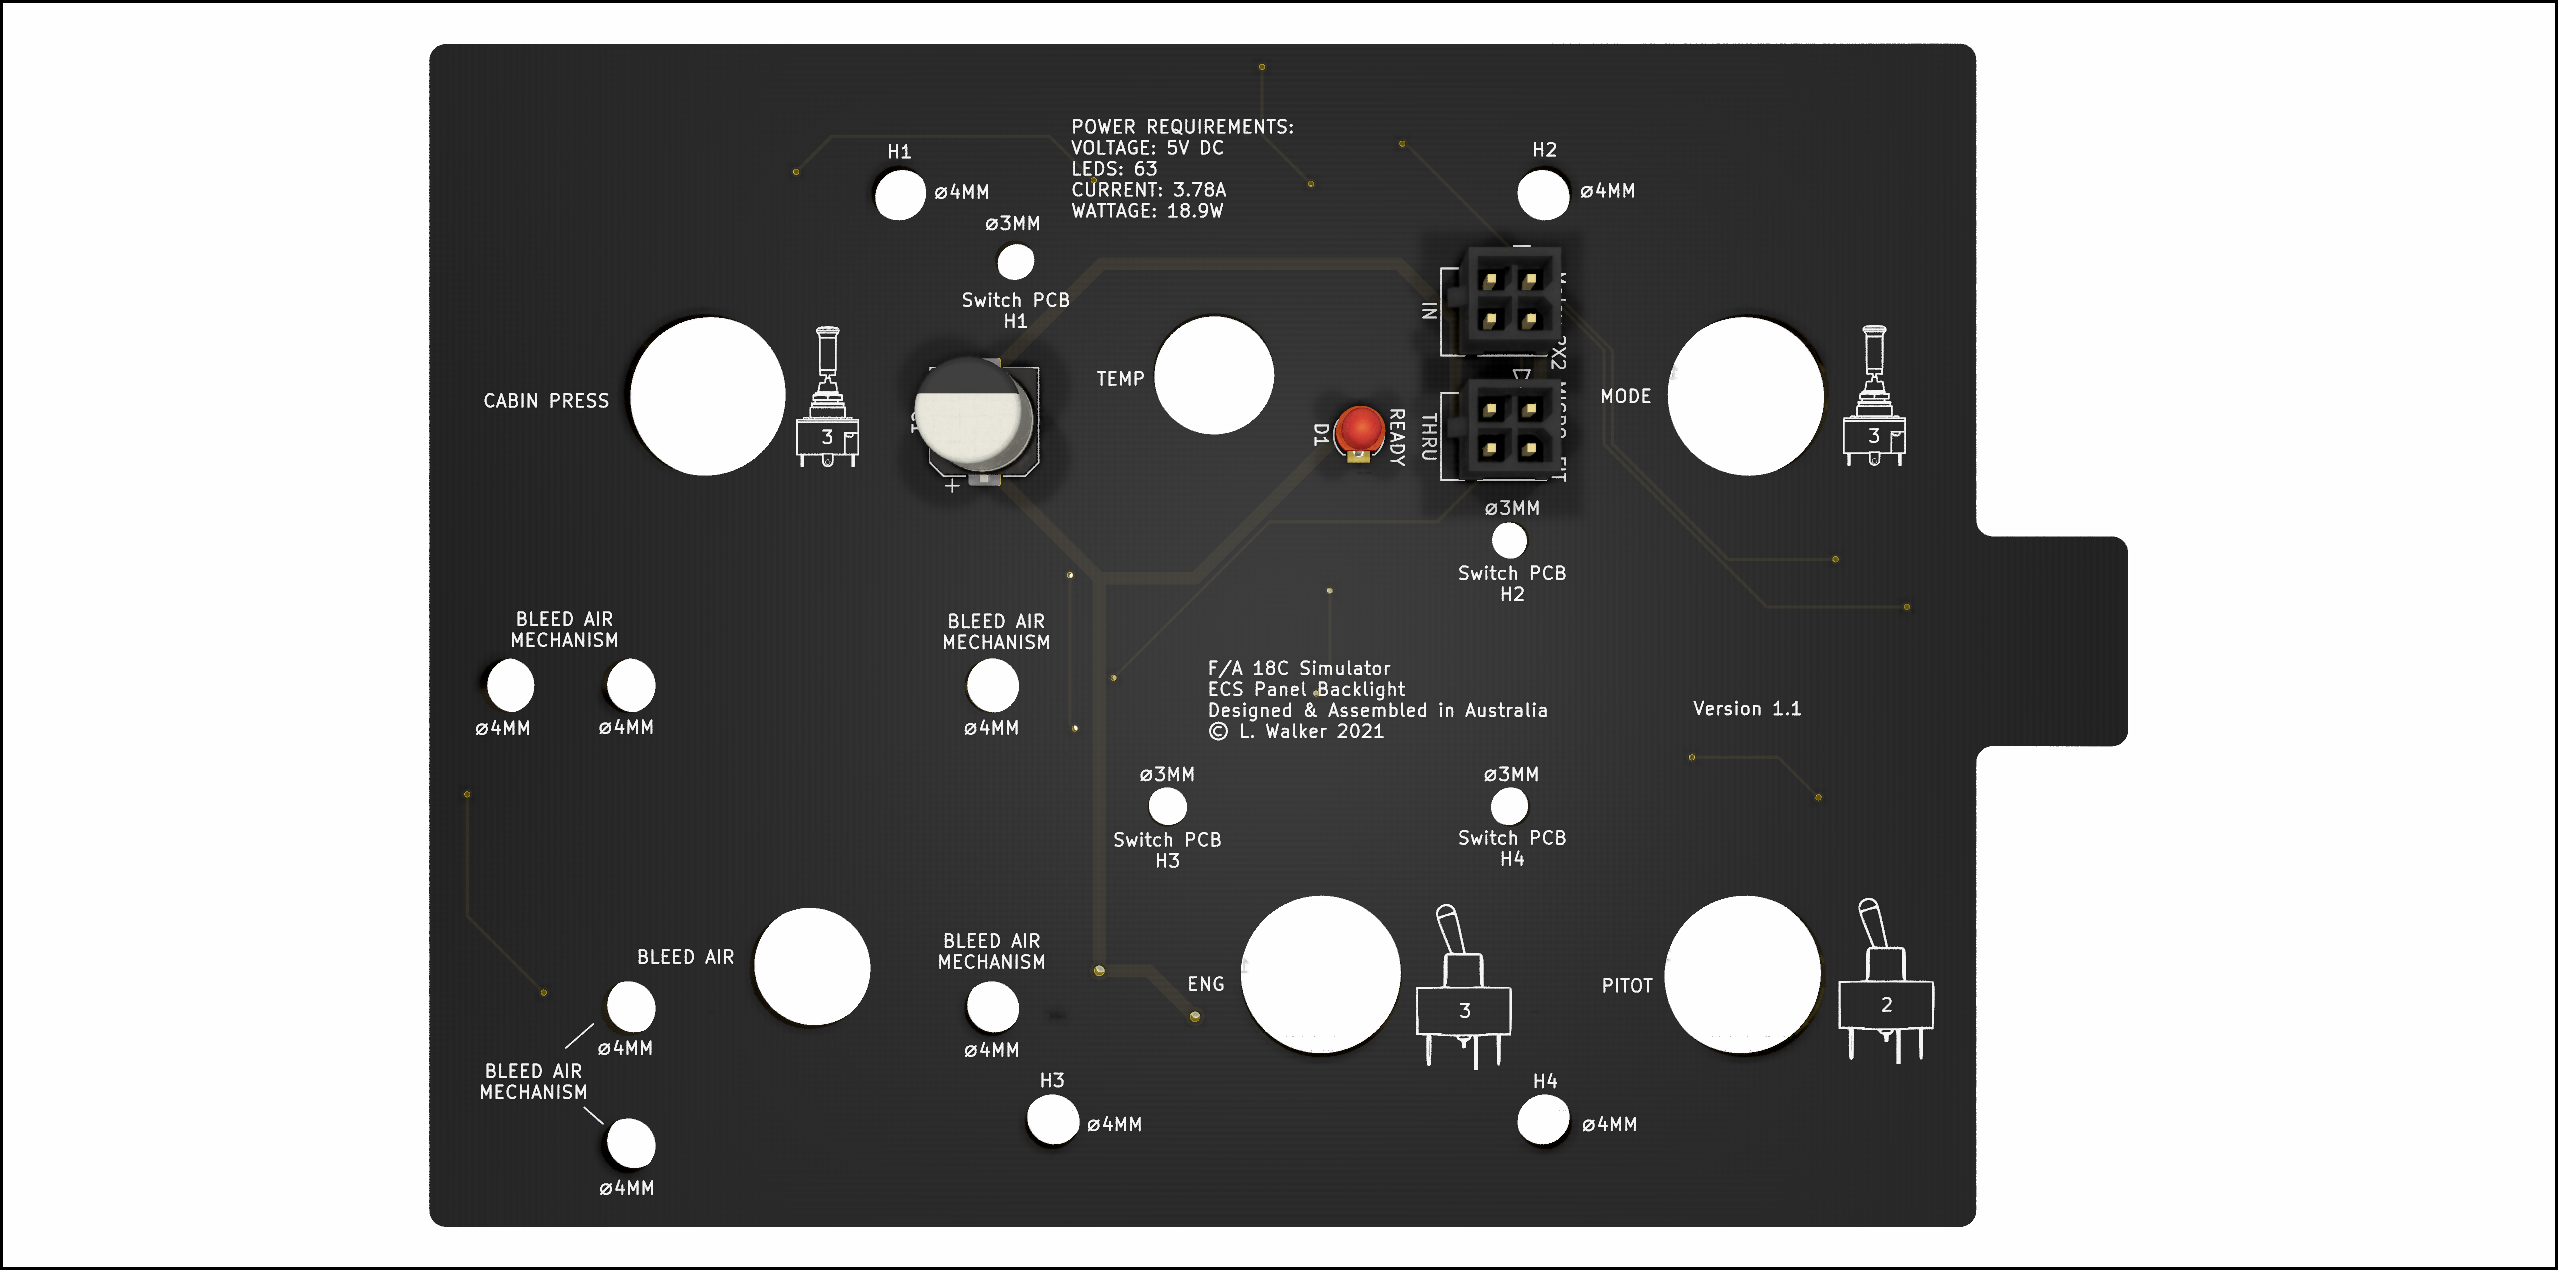 POWER REQUIREMENTS:
VOLTAGE: 5V DC
LEDS: 63
CURRENT: 3.78A
WATTAGE: 18.9W
H1
ø4MM
H2
ø4MM
ø3MM
Switch PCB
H1
IN
CABIN PRESS
3
TEMP
D1
READY
THRU
MODE
3
+
ø3MM
Switch PCB
H2
BLEED AIR
MECHANISM
ø4MM
ø4MM
BLEED AIR
MECHANISM
ø4MM
F/A 18C Simulator
ECS Panel Backlight
Designed & Assembled in Australia
© L. Walker 2021
Version 1.1
ø3MM
Switch PCB
H3
ø3MM
Switch PCB
H4
BLEED AIR
BLEED AIR
MECHANISM
ø4MM
ENG
3
PITOT
2
ø4MM
BLEED AIR
MECHANISM
ø4MM
H3
ø4MM
H4
ø4MM